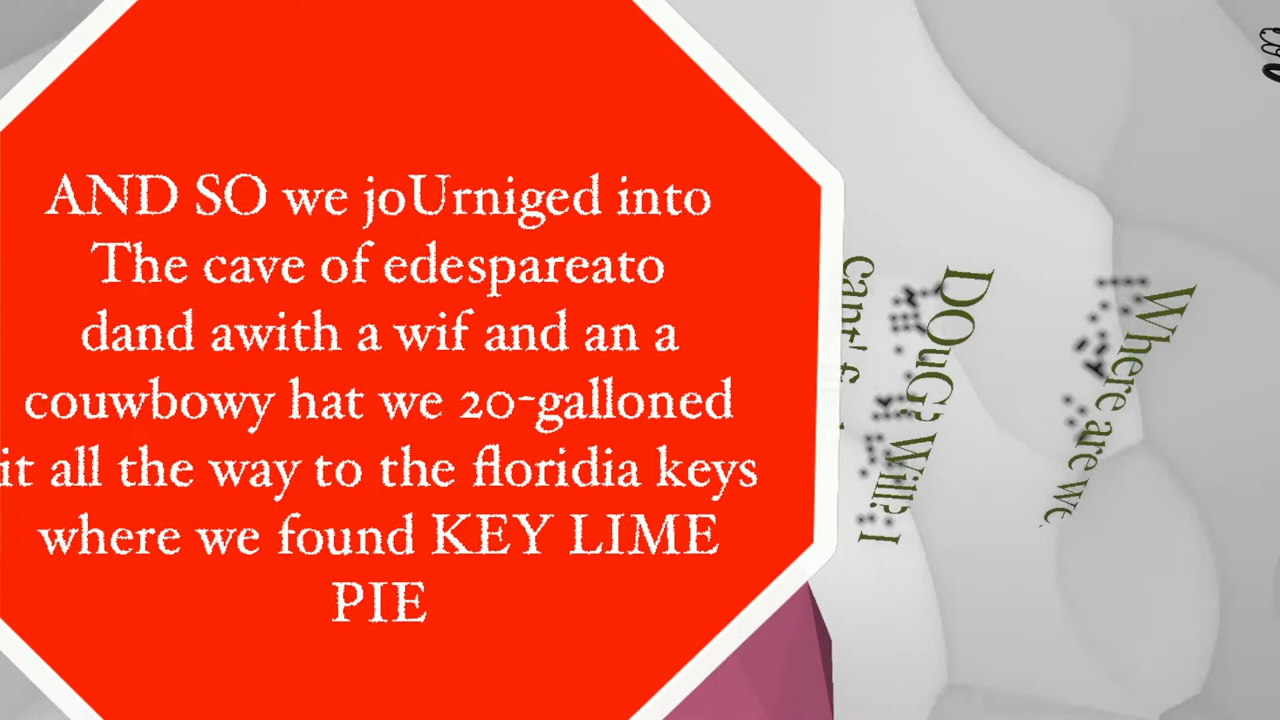 AND SO we joUrniged into
The cave of edespareato
dand awith a wif and an a
couwbowy hat we 20-galloned
it all the way to the floridia keys
where we found KEY LIME
PIE
Where are we
DOuG? Will? I
cant'